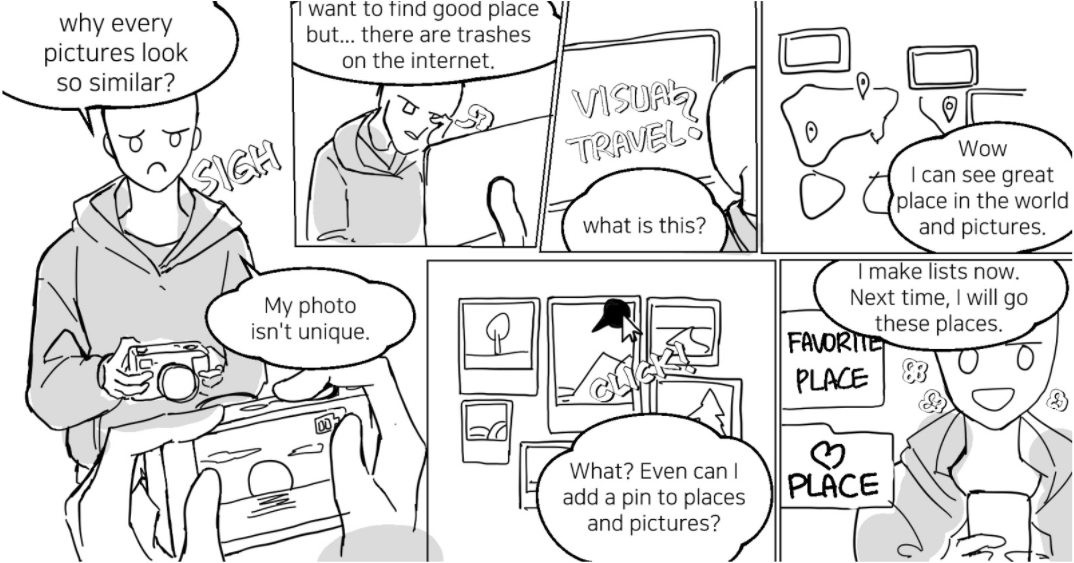 why every
pictures look
so similar?
SIGH
My photo
isn't unique.
I want to find good place
but... there are trashes
on the internet.
VISUAL
TRAVEL?
what is this?
Wow
I can see great
place in the world
and pictures.
CLICK!!
What? Even can I
add a pin to places
and pictures?
I make lists now.
Next time, I will go
these places.
FAVORITE
PLACE
PLACE